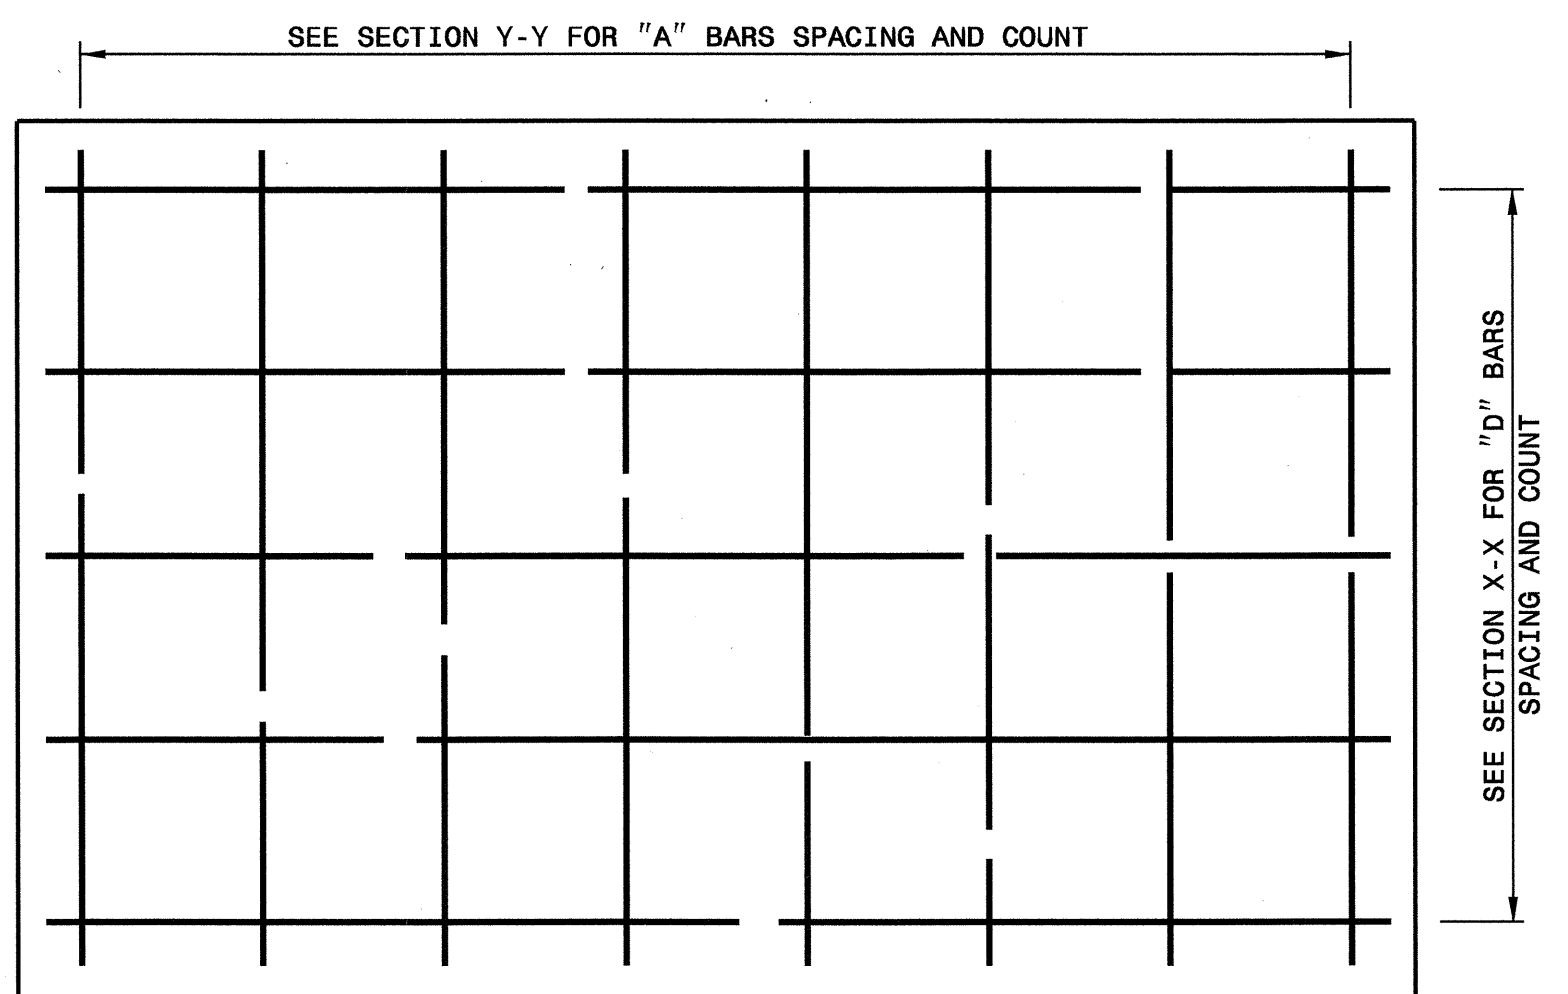 SEE SECTION Y-Y FOR "A" BARS SPACING AND COUNT
SEE SECTION X-X FOR "D" BARS
SPACING AND COUNT